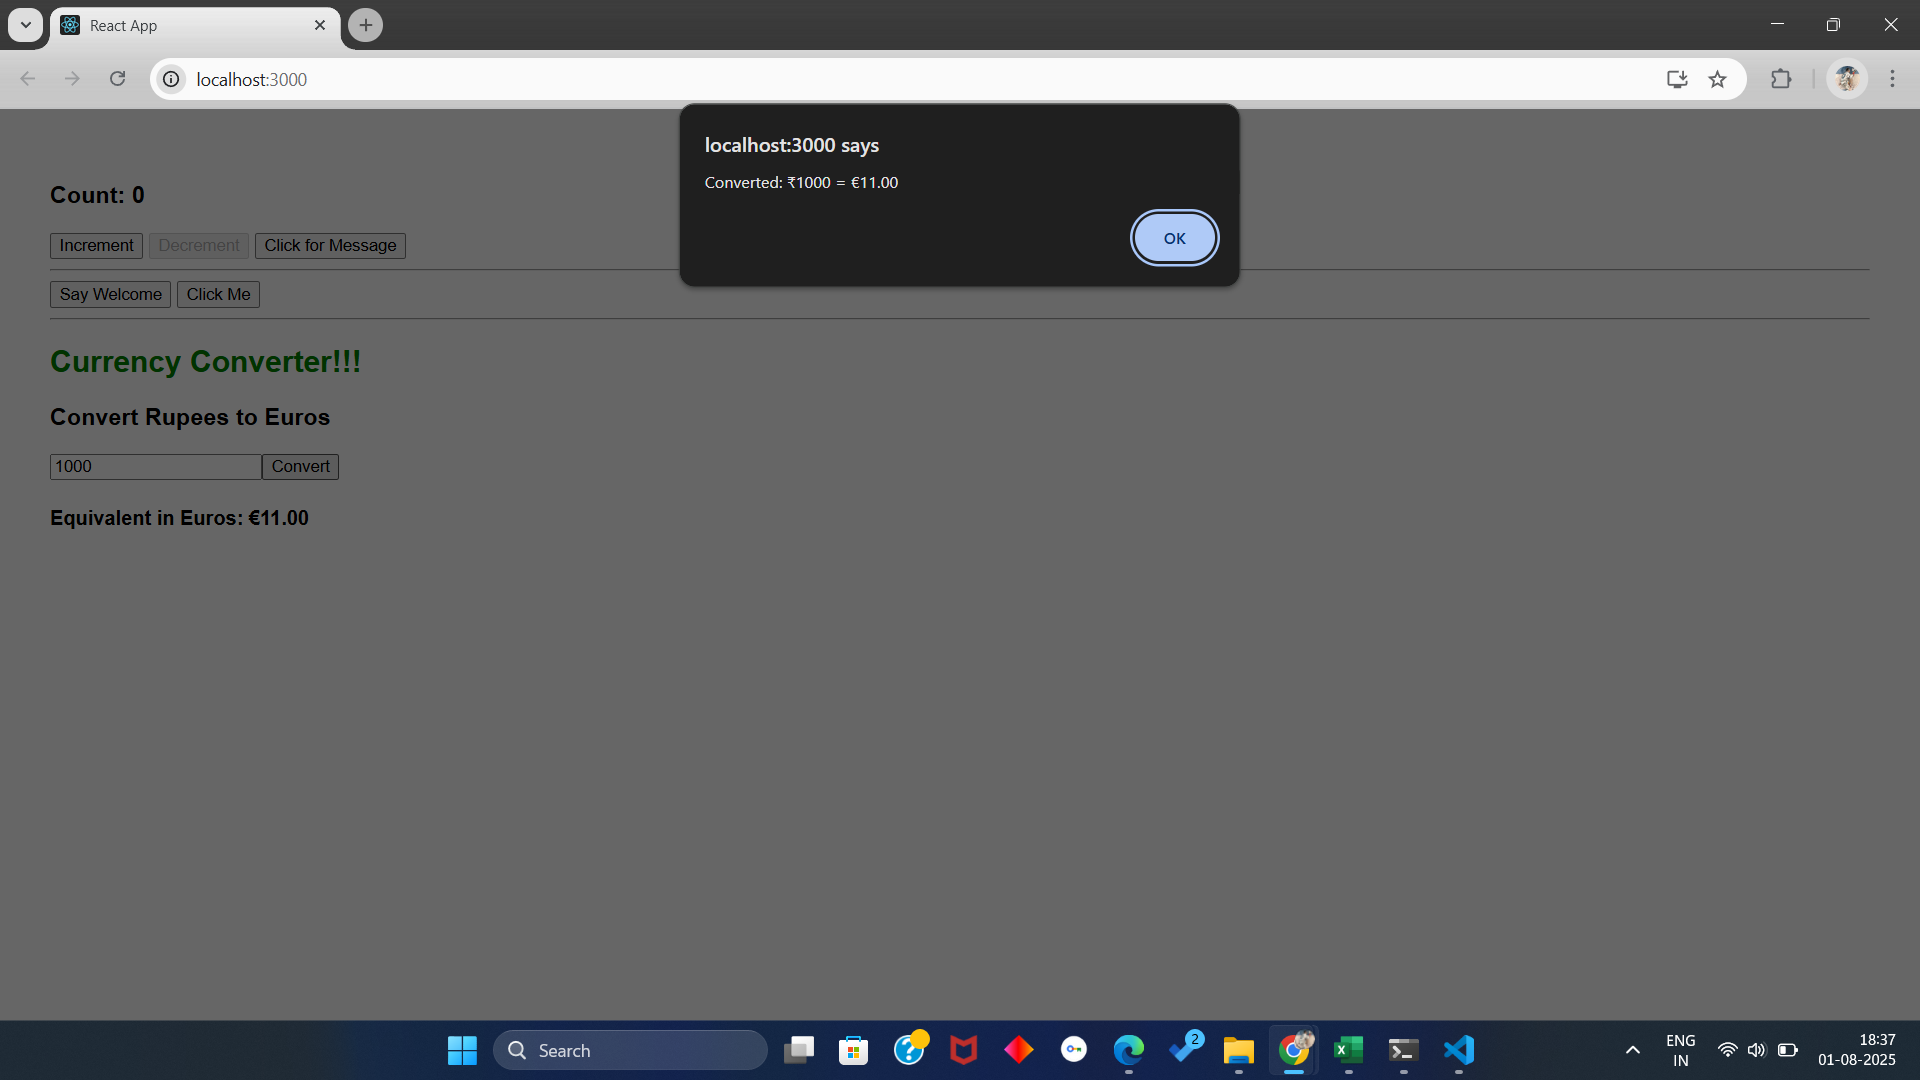 React App
localhost:3000
localhost:3000 says
Converted: ₹1000 = €11.00
OK
Count: 0
Increment Decrement Click for Message
Say Welcome Click Me
Currency Converter!!!
Convert Rupees to Euros
1000 Convert
Equivalent in Euros: €11.00
Search
2
ENG
IN
18:37
01-08-2025